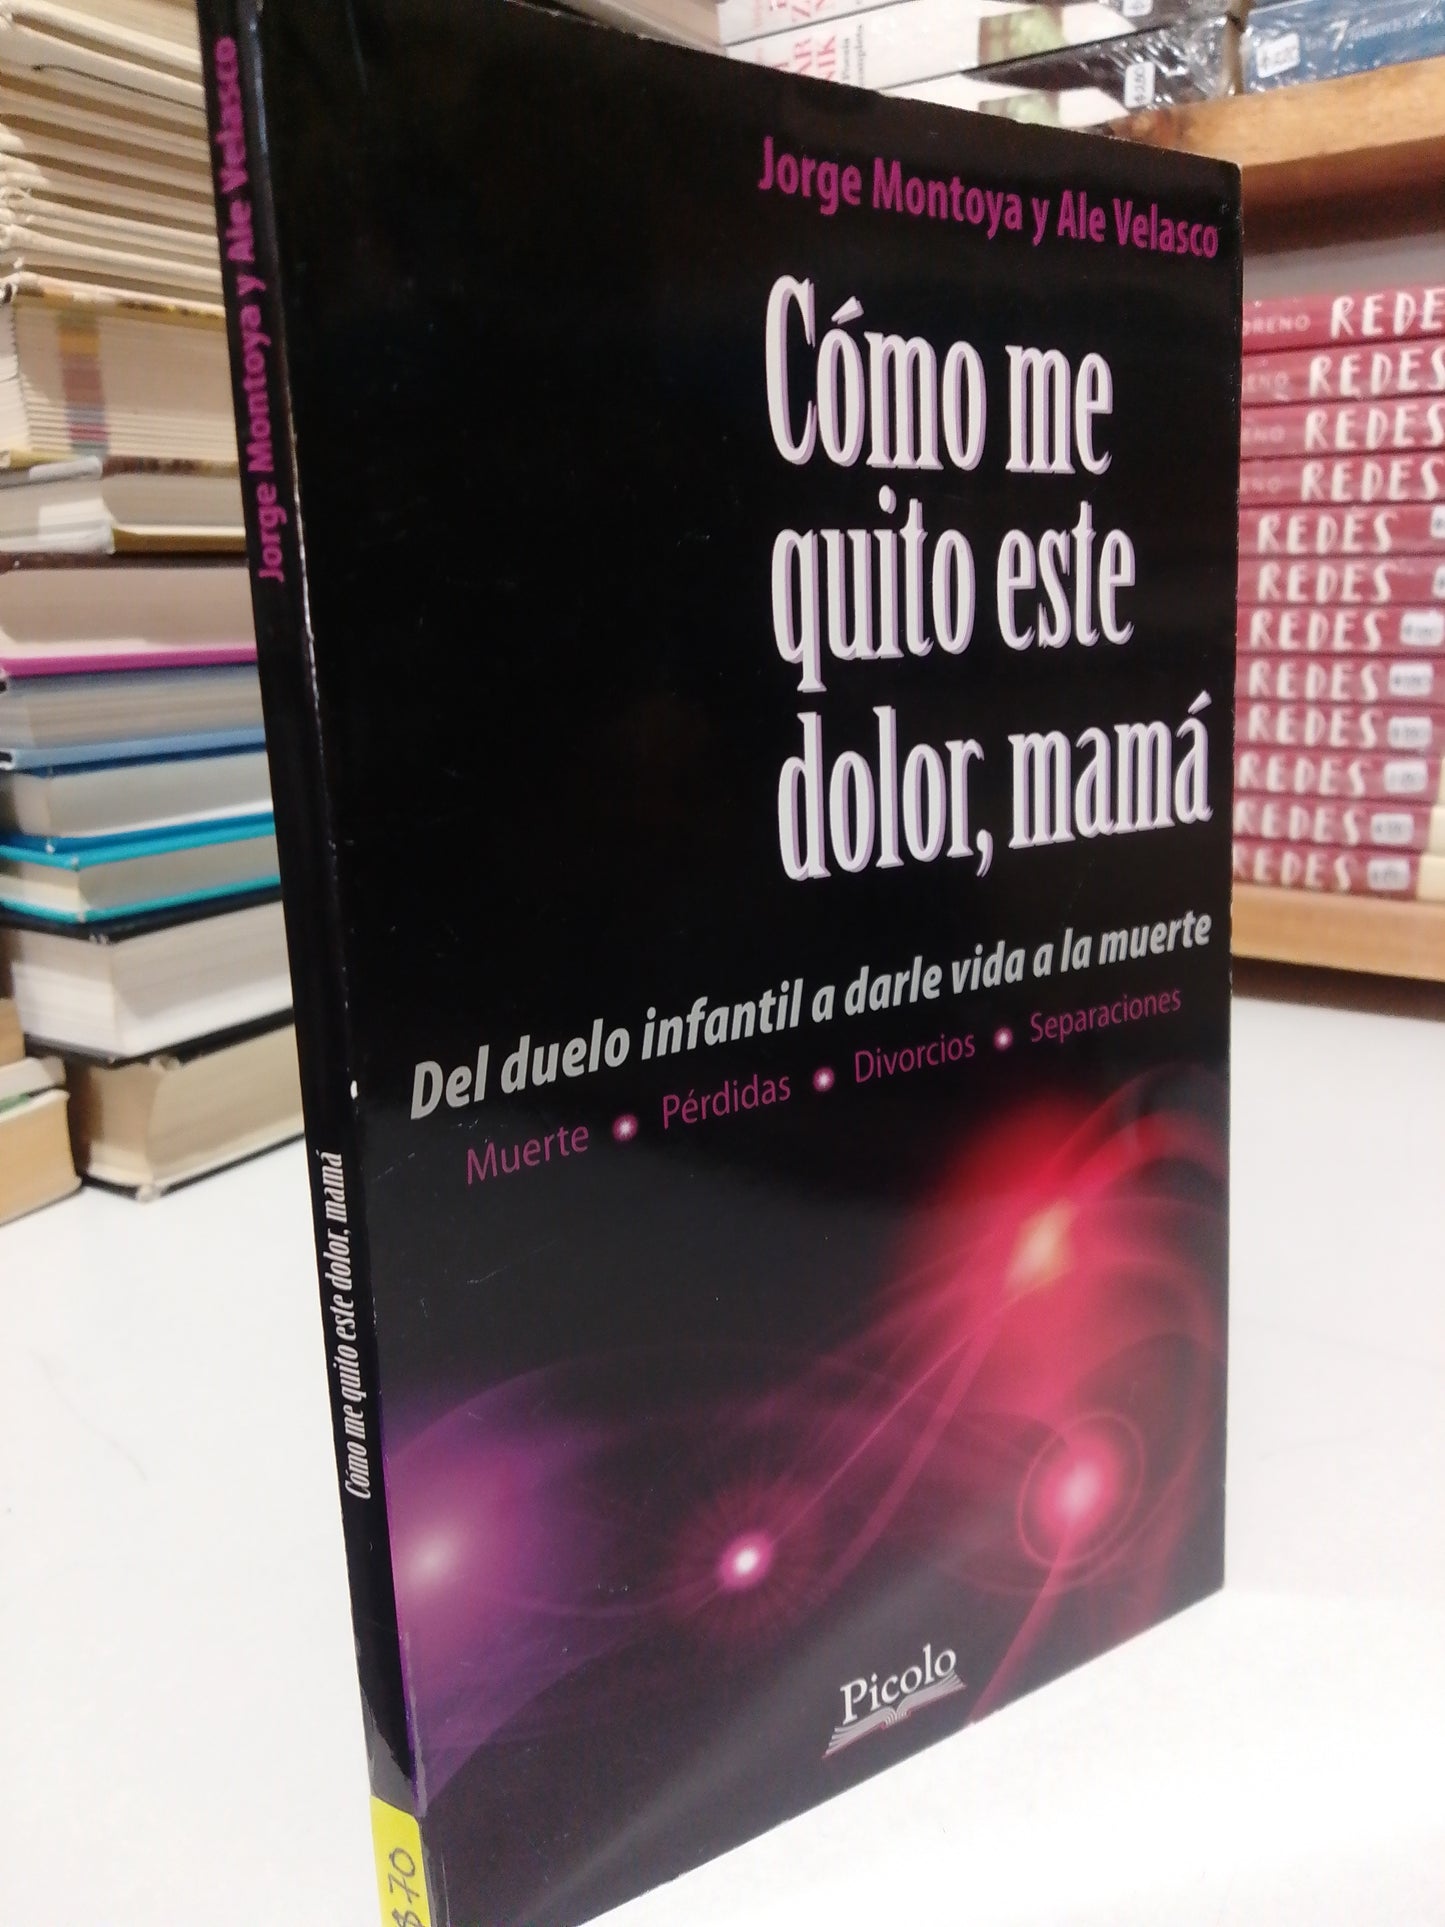 Jorge Montoya y Ale Velasco
Cómo me
quito este
dolor, mamá
Del duelo infantil a darle vida a la muerte
Muerte • Pérdidas • Divorcios • Separaciones
Picolo
Jorge Montoya y Ale Velasco
Cómo me quito este dolor, mamá
$70
REDE
REDES
REDES
REDES
REDES
REDES
REDES
REDES
REDES
REDES
REDES
REDES